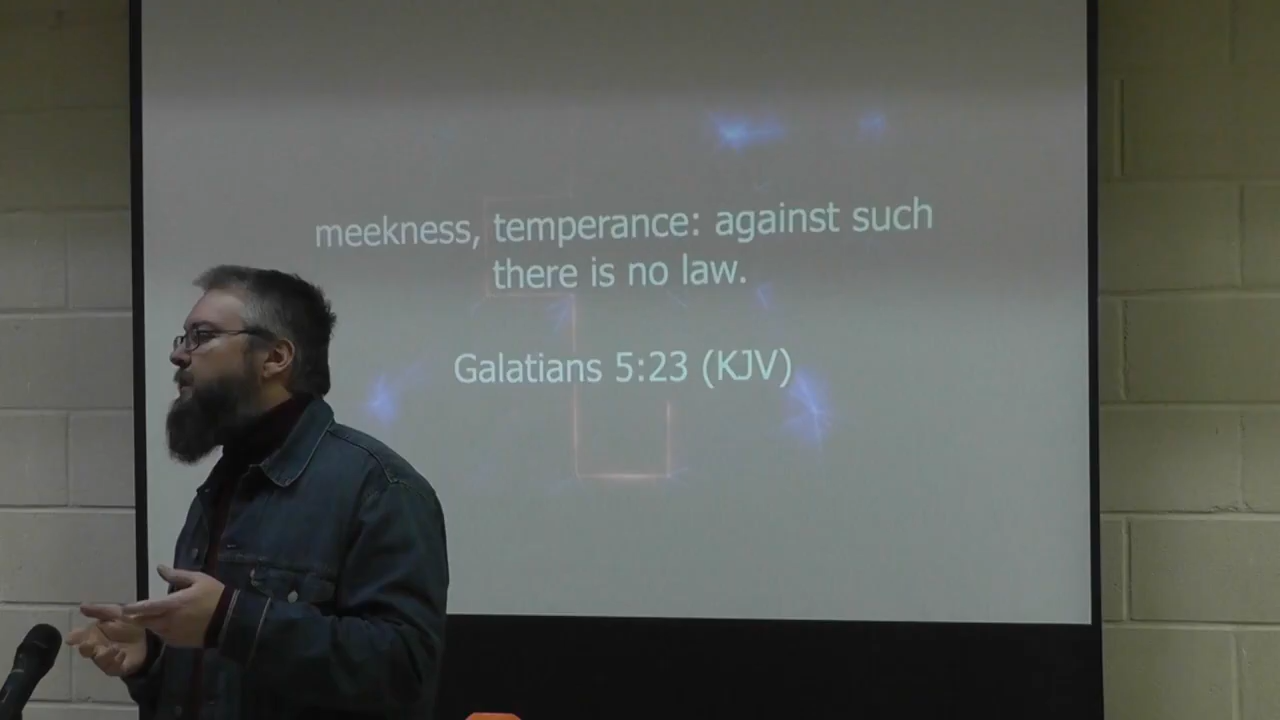 meekness, temperance: against such
there is no law.
Galatians 5:23 (KJV)